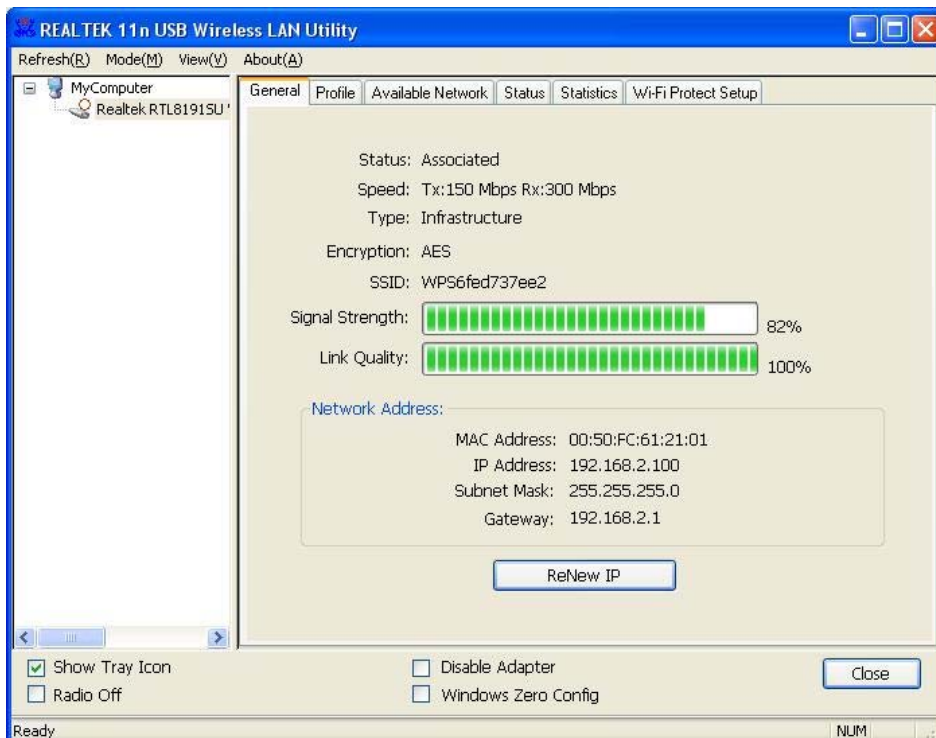 REALTEK 11n USB Wireless LAN Utility
Refresh(R) Mode(M) View(V) About(A)
MyComputer
Realtek RTL8191SU
General Profile Available Network Status Statistics Wi-Fi Protect Setup
Status: Associated
Speed: Tx:150 Mbps Rx:300 Mbps
Type: Infrastructure
Encryption: AES
SSID: WPS6fed737ee2
Signal Strength: 82%
Link Quality: 100%
Network Address:
MAC Address: 00:50:FC:61:21:01
IP Address: 192.168.2.100
Subnet Mask: 255.255.255.0
Gateway: 192.168.2.1
ReNew IP
Show Tray Icon Disable Adapter
Radio Off Windows Zero Config
Close
Ready NUM